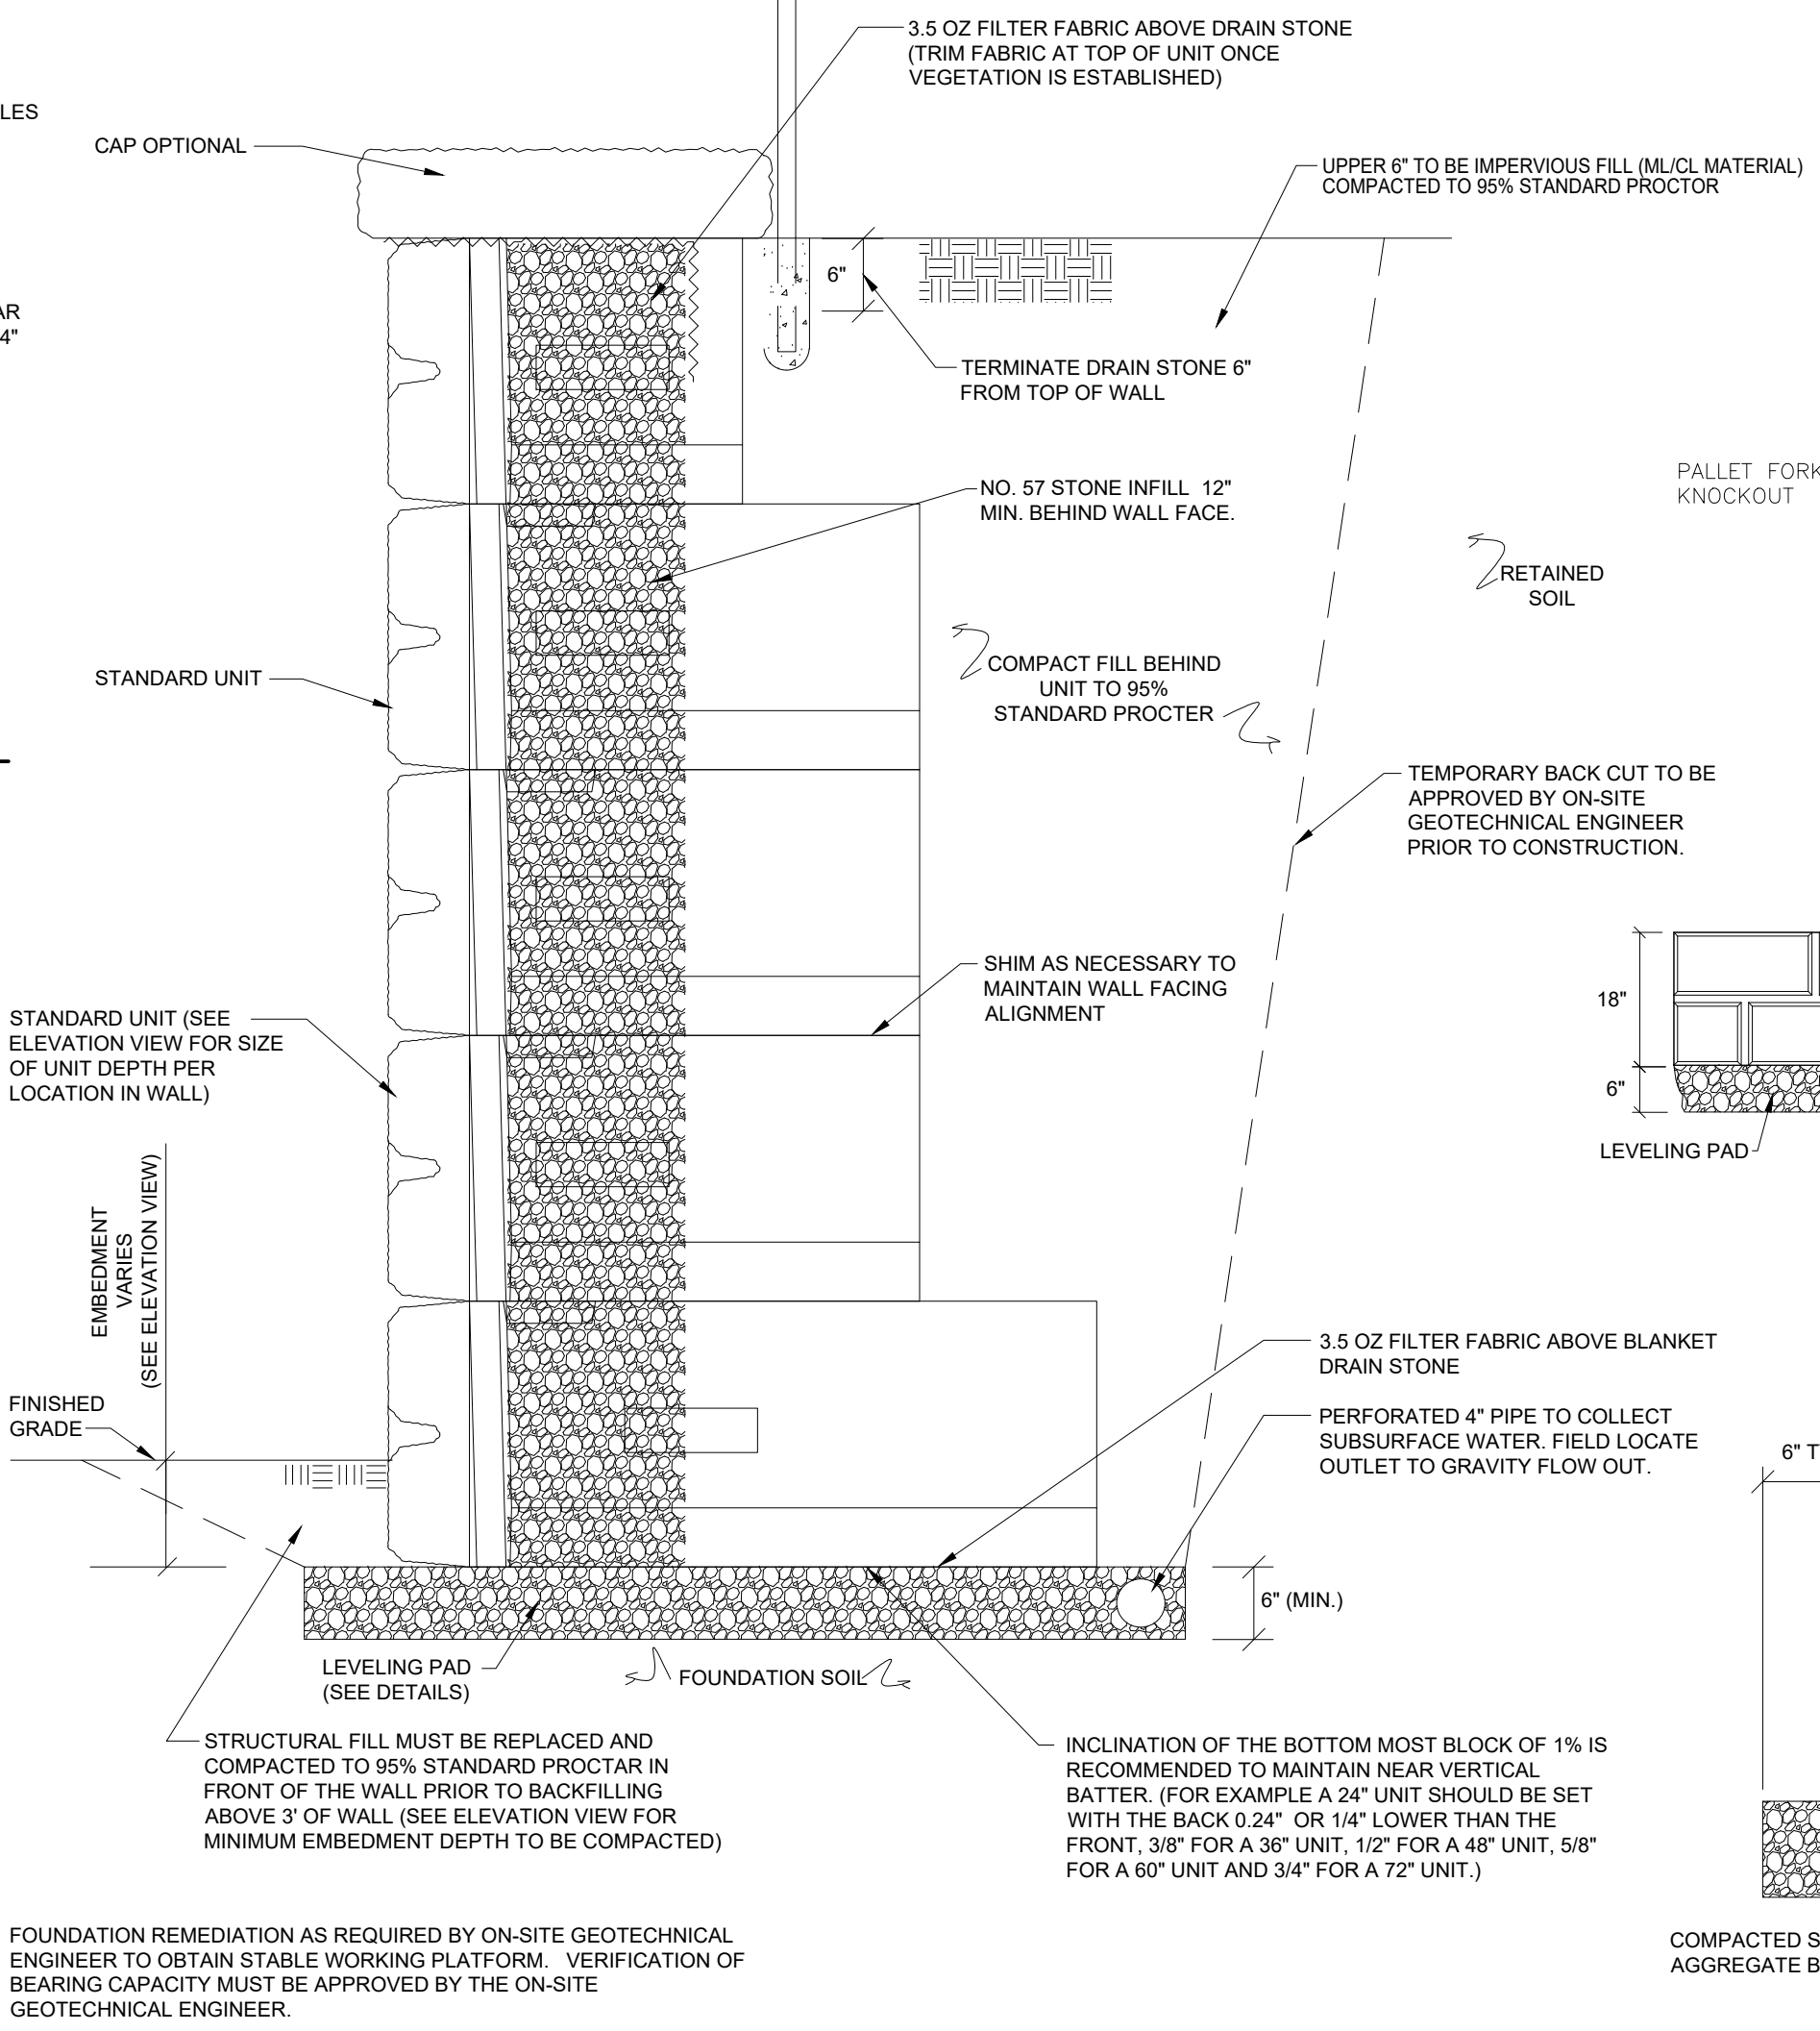 3.5 OZ FILTER FABRIC ABOVE DRAIN STONE
(TRIM FABRIC AT TOP OF UNIT ONCE
VEGETATION IS ESTABLISHED)
LES
CAP OPTIONAL
UPPER 6" TO BE IMPERVIOUS FILL (ML/CL MATERIAL)
COMPACTED TO 95% STANDARD PROCTOR
6"
AR
4"
TERMINATE DRAIN STONE 6"
FROM TOP OF WALL
NO. 57 STONE INFILL 12"
MIN. BEHIND WALL FACE.
PALLET FORK
KNOCKOUT
RETAINED
SOIL
STANDARD UNIT
COMPACT FILL BEHIND
UNIT TO 95%
STANDARD PROCTER
TEMPORARY BACK CUT TO BE
APPROVED BY ON-SITE
GEOTECHNICAL ENGINEER
PRIOR TO CONSTRUCTION.
SHIM AS NECESSARY TO
MAINTAIN WALL FACING
ALIGNMENT
18"
6"
LEVELING PAD
STANDARD UNIT (SEE
ELEVATION VIEW FOR SIZE
OF UNIT DEPTH PER
LOCATION IN WALL)
EMBEDMENT
VARIES
(SEE ELEVATION VIEW)
FINISHED
GRADE
3.5 OZ FILTER FABRIC ABOVE BLANKET
DRAIN STONE
PERFORATED 4" PIPE TO COLLECT
SUBSURFACE WATER. FIELD LOCATE
OUTLET TO GRAVITY FLOW OUT.
6" T
6" (MIN.)
LEVELING PAD
(SEE DETAILS)
FOUNDATION SOIL
STRUCTURAL FILL MUST BE REPLACED AND
COMPACTED TO 95% STANDARD PROCTAR IN
FRONT OF THE WALL PRIOR TO BACKFILLING
ABOVE 3' OF WALL (SEE ELEVATION VIEW FOR
MINIMUM EMBEDMENT DEPTH TO BE COMPACTED)
INCLINATION OF THE BOTTOM MOST BLOCK OF 1% IS
RECOMMENDED TO MAINTAIN NEAR VERTICAL
BATTER. (FOR EXAMPLE A 24" UNIT SHOULD BE SET
WITH THE BACK 0.24" OR 1/4" LOWER THAN THE
FRONT, 3/8" FOR A 36" UNIT, 1/2" FOR A 48" UNIT, 5/8"
FOR A 60" UNIT AND 3/4" FOR A 72" UNIT.)
FOUNDATION REMEDIATION AS REQUIRED BY ON-SITE GEOTECHNICAL
ENGINEER TO OBTAIN STABLE WORKING PLATFORM. VERIFICATION OF
BEARING CAPACITY MUST BE APPROVED BY THE ON-SITE
GEOTECHNICAL ENGINEER.
COMPACTED S
AGGREGATE B